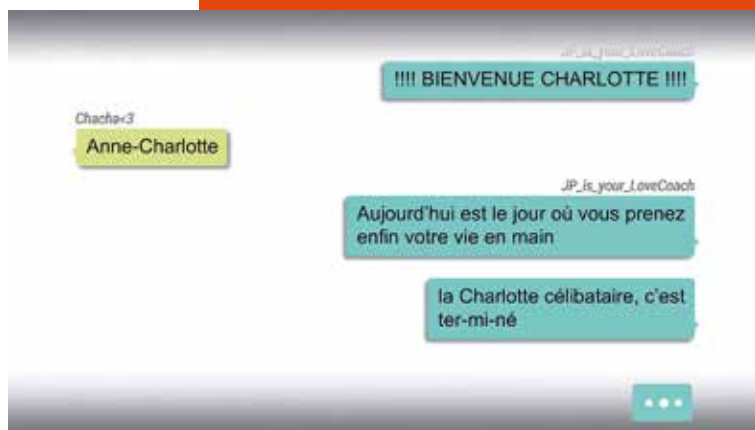 JP_is_your_LoveCoach
!!!! BIENVENUE CHARLOTTE !!!!
Chacha<3
Anne-Charlotte
JP_is_your_LoveCoach
Aujourd'hui est le jour où vous prenez
enfin votre vie en main
la Charlotte célibataire, c'est
ter-mi-né